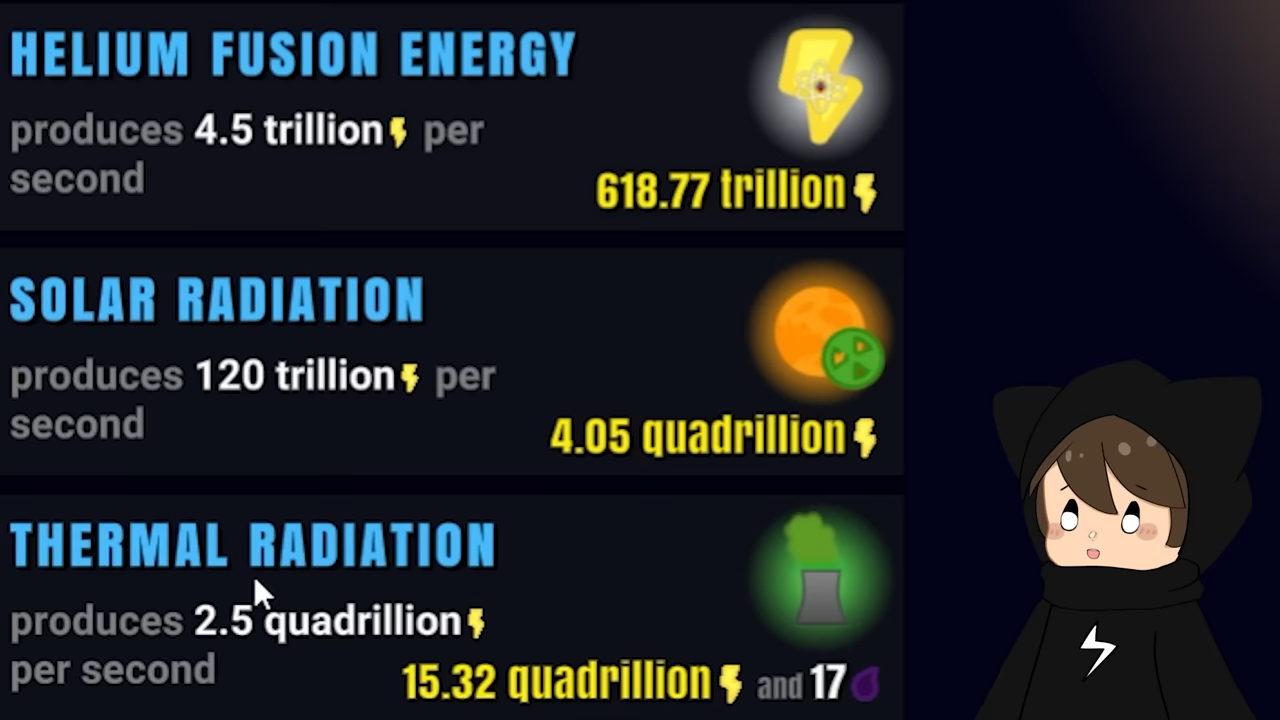 HELIUM FUSION ENERGY
produces 4.5 trillion per
second
618.77 trillion
SOLAR RADIATION
produces 120 trillion per
second
4.05 quadrillion
THERMAL RADIATION
produces 2.5 quadrillion
per second
15.32 quadrillion and 17